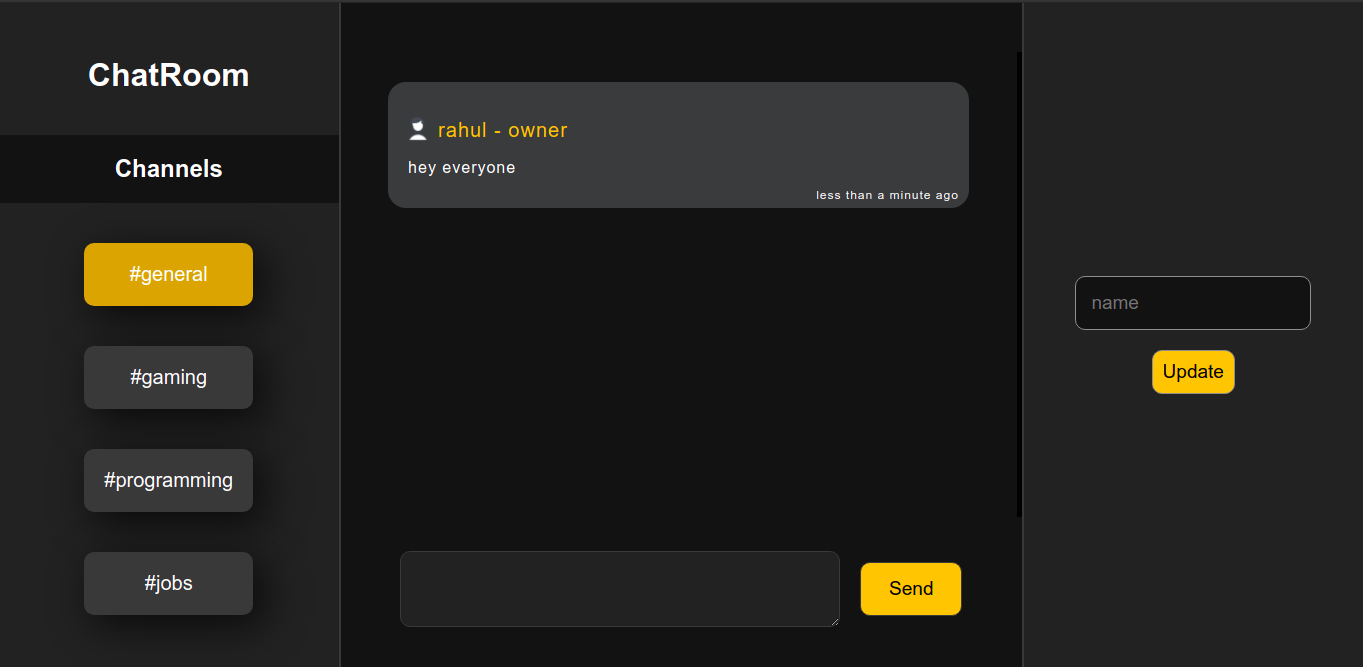 ChatRoom
Channels
#general
#gaming
#programming
#jobs
rahul - owner
hey everyone
less than a minute ago
Send
name
Update